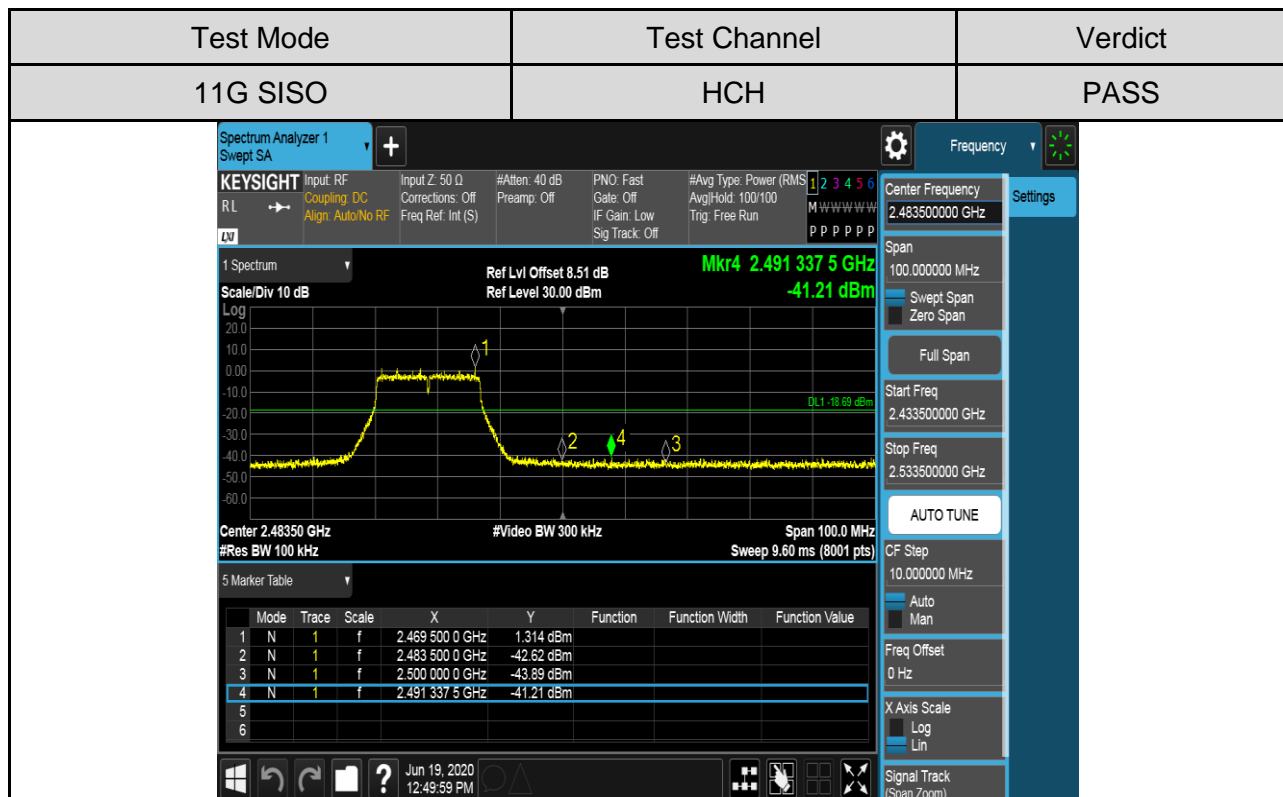 Test Mode Test Channel Verdict
11G SISO HCH PASS
Spectrum Analyzer 1
Swept SA
+
Frequency
KEYSIGHT Input: RF Input Z: 50 Ω #Atten: 40 dB PNO: Fast #Avg Type: Power (RMS 1 2 3 4 5 6
RL Coupling: DC Corrections: Off Preamp: Off Gate: Off Avg|Hold: 100/100 M W W W W W
Align: Auto/No RF Freq Ref: Int (S) IF Gain: Low Trig: Free Run
LXI Sig Track: Off P P P P P P
1 Spectrum Ref Lvl Offset 8.51 dB Mkr4 2.491 337 5 GHz
Scale/Div 10 dB Ref Level 30.00 dBm -41.21 dBm
Log
20.0
10.0 1
0.00
-10.0
DL1 -18.69 dBm
-20.0
-30.0
2 4 3
-40.0
-50.0
-60.0
Center 2.48350 GHz #Video BW 300 kHz Span 100.0 MHz
#Res BW 100 kHz Sweep 9.60 ms (8001 pts)
5 Marker Table
Mode Trace Scale X Y Function Function Width Function Value
1 N 1 f 2.469 500 0 GHz 1.314 dBm
2 N 1 f 2.483 500 0 GHz -42.62 dBm
3 N 1 f 2.500 000 0 GHz -43.89 dBm
4 N 1 f 2.491 337 5 GHz -41.21 dBm
5
6
? Jun 19, 2020
12:49:59 PM
Center Frequency
2.483500000 GHz
Settings
Span
100.000000 MHz
Swept Span
Zero Span
Full Span
Start Freq
2.433500000 GHz
Stop Freq
2.533500000 GHz
AUTO TUNE
CF Step
10.000000 MHz
Auto
Man
Freq Offset
0 Hz
X Axis Scale
Log
Lin
Signal Track
(Span Zoom)